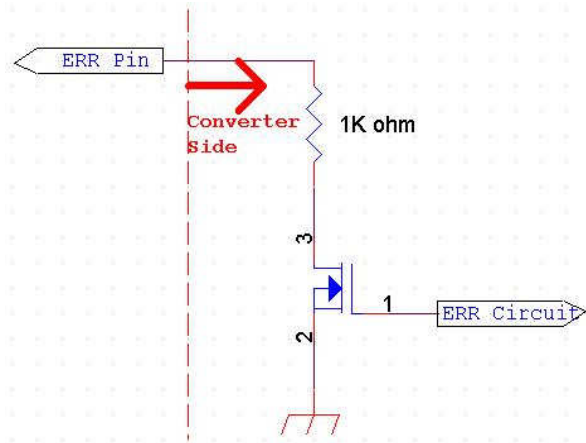 ERR Pin
Converter
Side
1K ohm
3
1
ERR Circuit
2